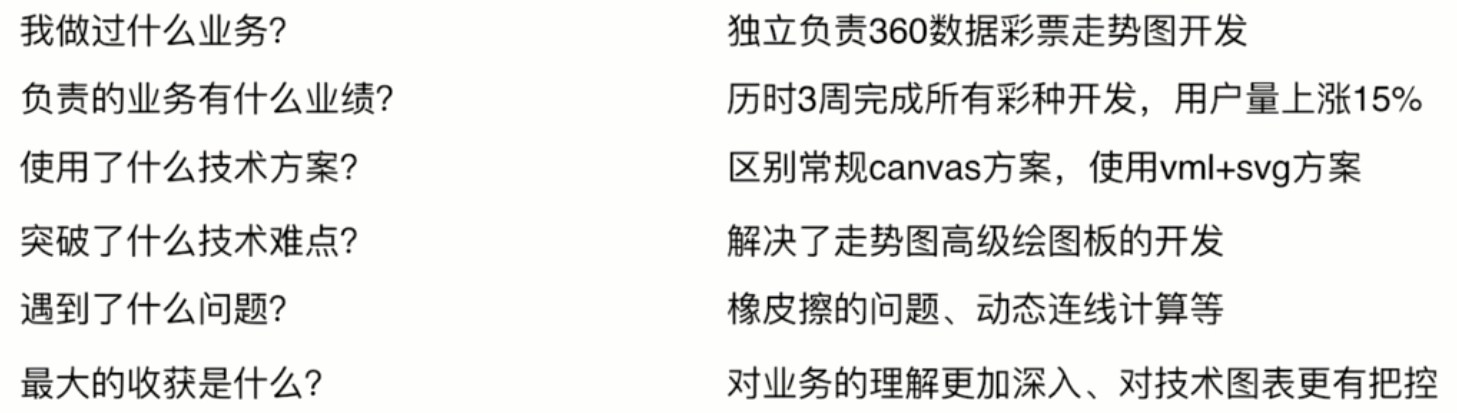 我做过什么业务? 独立负责360数据彩票走势图开发
负责的业务有什么业绩? 历时3周完成所有彩种开发，用户量上涨15%
使用了什么技术方案? 区别常规canvas方案，使用vml+svg方案
突破了什么技术难点? 解决了走势图高级绘图板的开发
遇到了什么问题? 橡皮擦的问题、动态连线计算等
最大的收获是什么? 对业务的理解更加深入、对技术图表更有把控